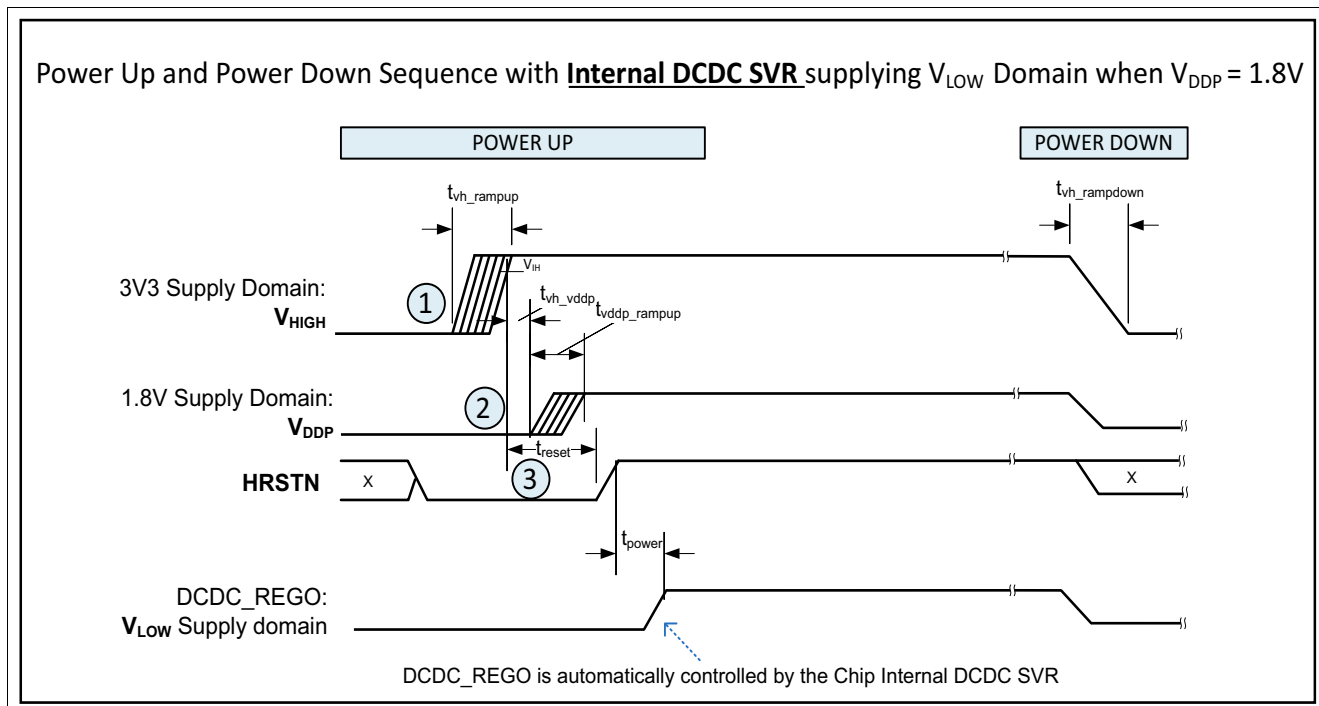 Power Up and Power Down Sequence with Internal DCDC SVR supplying VLOW Domain when VDDP = 1.8V
POWER UP
POWER DOWN
tvh_rampup
tvh_rampdown
VIH
3V3 Supply Domain:
VHIGH
1
tvh_vddp
tvddp_rampup
1.8V Supply Domain:
VDDP
2
treset
HRSTN
X
3
X
tpower
DCDC_REGO:
VLOW Supply domain
DCDC_REGO is automatically controlled by the Chip Internal DCDC SVR